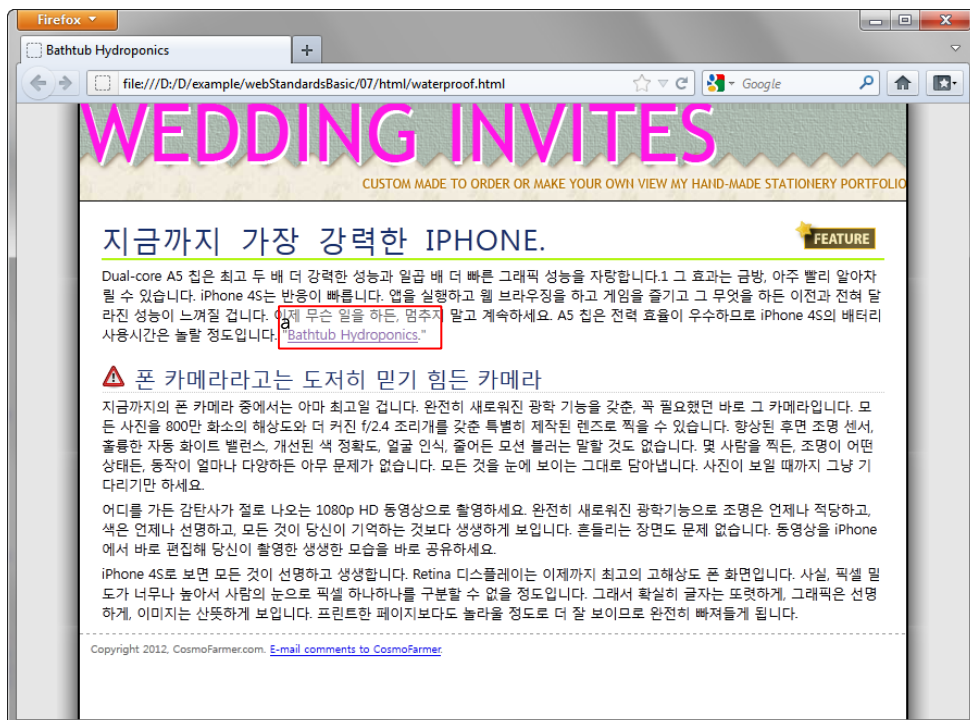 Firefox
Bathtub Hydroponics
file:///D:/D/example/webStandardsBasic/07/html/waterproof.html
Google
WEDDING INVITES
CUSTOM MADE TO ORDER OR MAKE YOUR OWN VIEW MY HAND-MADE STATIONERY PORTFOLIO
지금까지 가장 강력한 IPHONE.
FEATURE
Dual-core A5 칩은 최고 두 배 더 강력한 성능과 일곱 배 더 빠른 그래픽 성능을 자랑합니다.1 그 효과는 금방, 아주 빨리 알아차
릴 수 있습니다. iPhone 4S는 반응이 빠릅니다. 앱을 실행하고 웹 브라우징을 하고 게임을 즐기고 그 무엇을 하든 이전과 전혀 달
라진 성능이 느껴질 겁니다. 이제 무슨 일을 하든, 멈추지 말고 계속하세요. A5 칩은 전력 효율이 우수하므로 iPhone 4S의 배터리
a
사용시간은 놀랄 정도입니다. "Bathtub Hydroponics."
폰 카메라라고는 도저히 믿기 힘든 카메라
지금까지의 폰 카메라 중에서는 아마 최고일 겁니다. 완전히 새로워진 광학 기능을 갖춘, 꼭 필요했던 바로 그 카메라입니다. 모
든 사진을 800만 화소의 해상도와 더 커진 f/2.4 조리개를 갖춘 특별히 제작된 렌즈로 찍을 수 있습니다. 향상된 후면 조명 센서,
훌륭한 자동 화이트 밸런스, 개선된 색 정확도, 얼굴 인식, 줄어든 모션 블러는 말할 것도 없습니다. 몇 사람을 찍든, 조명이 어떤
상태든, 동작이 얼마나 다양하든 아무 문제가 없습니다. 모든 것을 눈에 보이는 그대로 담아냅니다. 사진이 보일 때까지 그냥 기
다리기만 하세요.
어디를 가든 감탄사가 절로 나오는 1080p HD 동영상으로 촬영하세요. 완전히 새로워진 광학기능으로 조명은 언제나 적당하고,
색은 언제나 선명하고, 모든 것이 당신이 기억하는 것보다 생생하게 보입니다. 흔들리는 장면도 문제 없습니다. 동영상을 iPhone
에서 바로 편집해 당신이 촬영한 생생한 모습을 바로 공유하세요.
iPhone 4S로 보면 모든 것이 선명하고 생생합니다. Retina 디스플레이는 이제까지 최고의 고해상도 폰 화면입니다. 사실, 픽셀 밀
도가 너무나 높아서 사람의 눈으로 픽셀 하나하나를 구분할 수 없을 정도입니다. 그래서 확실히 글자는 또렷하게, 그래픽은 선명
하게, 이미지는 산뜻하게 보입니다. 프린트한 페이지보다도 놀라울 정도로 더 잘 보이므로 완전히 빠져들게 됩니다.
Copyright 2012, CosmoFarmer.com. E-mail comments to CosmoFarmer.